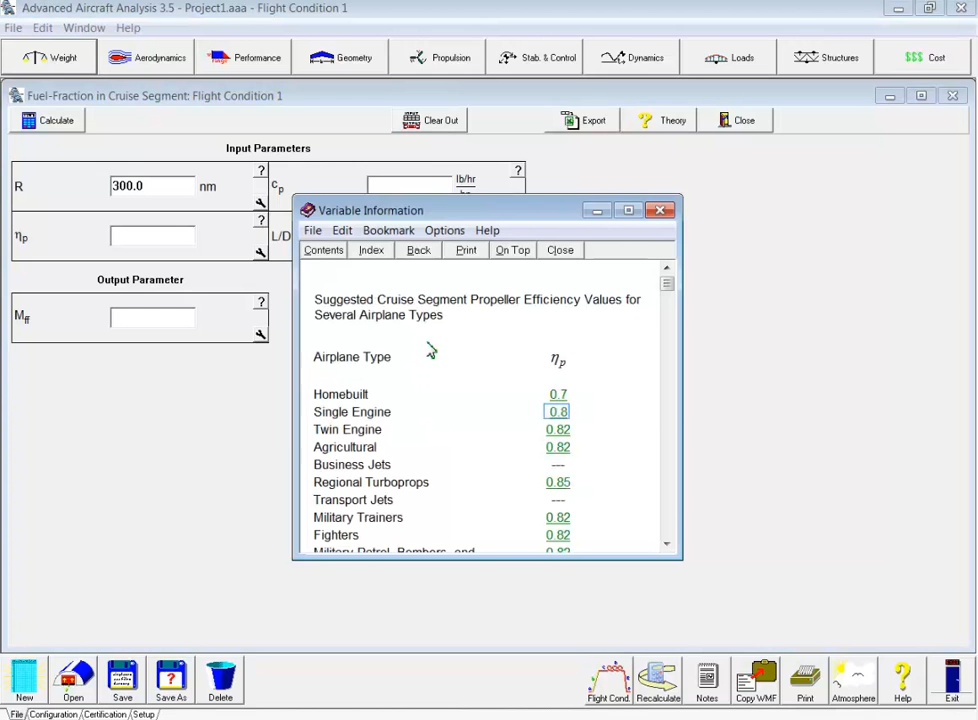 Advanced Aircraft Analysis 3.5 - Project1.aaa - Flight Condition 1
File Edit Window Help
Weight Aerodynamics Performance Geometry Propulsion Stab. & Control Dynamics Loads Structures $$$ Cost
Fuel-Fraction in Cruise Segment: Flight Condition 1
Calculate Clear Out Export ? Theory Close
Input Parameters
R 300.0 nm ? cp lb/hr ?
ηp ? L/D
Output Parameter
Mff ?
Variable Information
File Edit Bookmark Options Help
Contents Index Back Print On Top Close
Suggested Cruise Segment Propeller Efficiency Values for
Several Airplane Types
Airplane Type ηp
Homebuilt 0.7
Single Engine 0.8
Twin Engine 0.82
Agricultural 0.82
Business Jets ---
Regional Turboprops 0.85
Transport Jets ---
Military Trainers 0.82
Fighters 0.82
Military Patrol, Bombers, and 0.82
New Open Save Save As Delete Flight Cond. Recalculate Notes Copy WMF Print Atmosphere Help Exit
File Configuration Certification Setup